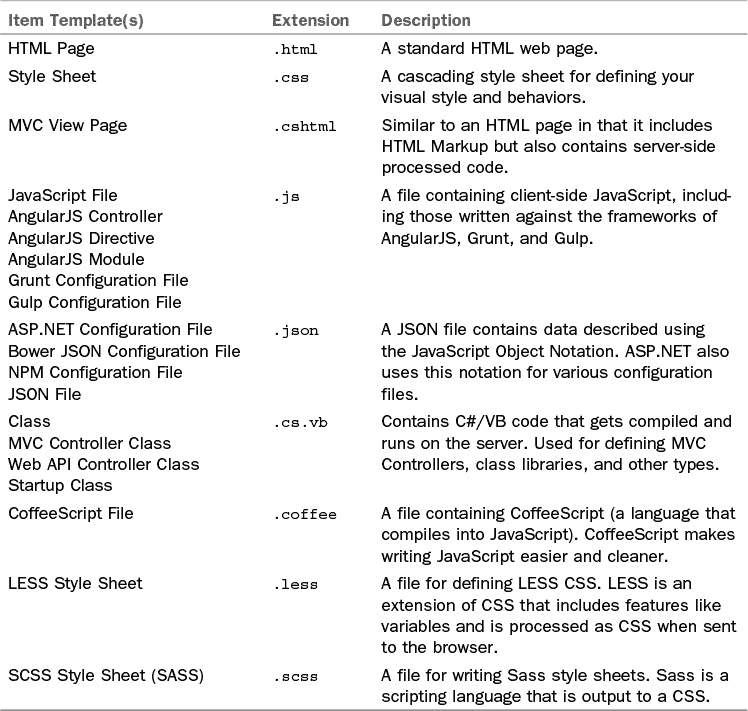 Item Template(s) Extension Description
HTML Page .html A standard HTML web page.
Style Sheet .css A cascading style sheet for defining your
visual style and behaviors.
MVC View Page .cshtml Similar to an HTML page in that it includes
HTML Markup but also contains server-side
processed code.
JavaScript File .js A file containing client-side JavaScript, includ-
AngularJS Controller ing those written against the frameworks of
AngularJS Directive AngularJS, Grunt, and Gulp.
AngularJS Module
Grunt Configuration File
Gulp Configuration File
ASP.NET Configuration File .json A JSON file contains data described using
Bower JSON Configuration File the JavaScript Object Notation. ASP.NET also
NPM Configuration File uses this notation for various configuration
JSON File files.
Class .cs.vb Contains C#/VB code that gets compiled and
MVC Controller Class runs on the server. Used for defining MVC
Web API Controller Class Controllers, class libraries, and other types.
Startup Class
CoffeeScript File .coffee A file containing CoffeeScript (a language that
compiles into JavaScript). CoffeeScript makes
writing JavaScript easier and cleaner.
LESS Style Sheet .less A file for defining LESS CSS. LESS is an
extension of CSS that includes features like
variables and is processed as CSS when sent
to the browser.
SCSS Style Sheet (SASS) .scss A file for writing Sass style sheets. Sass is a
scripting language that is output to a CSS.